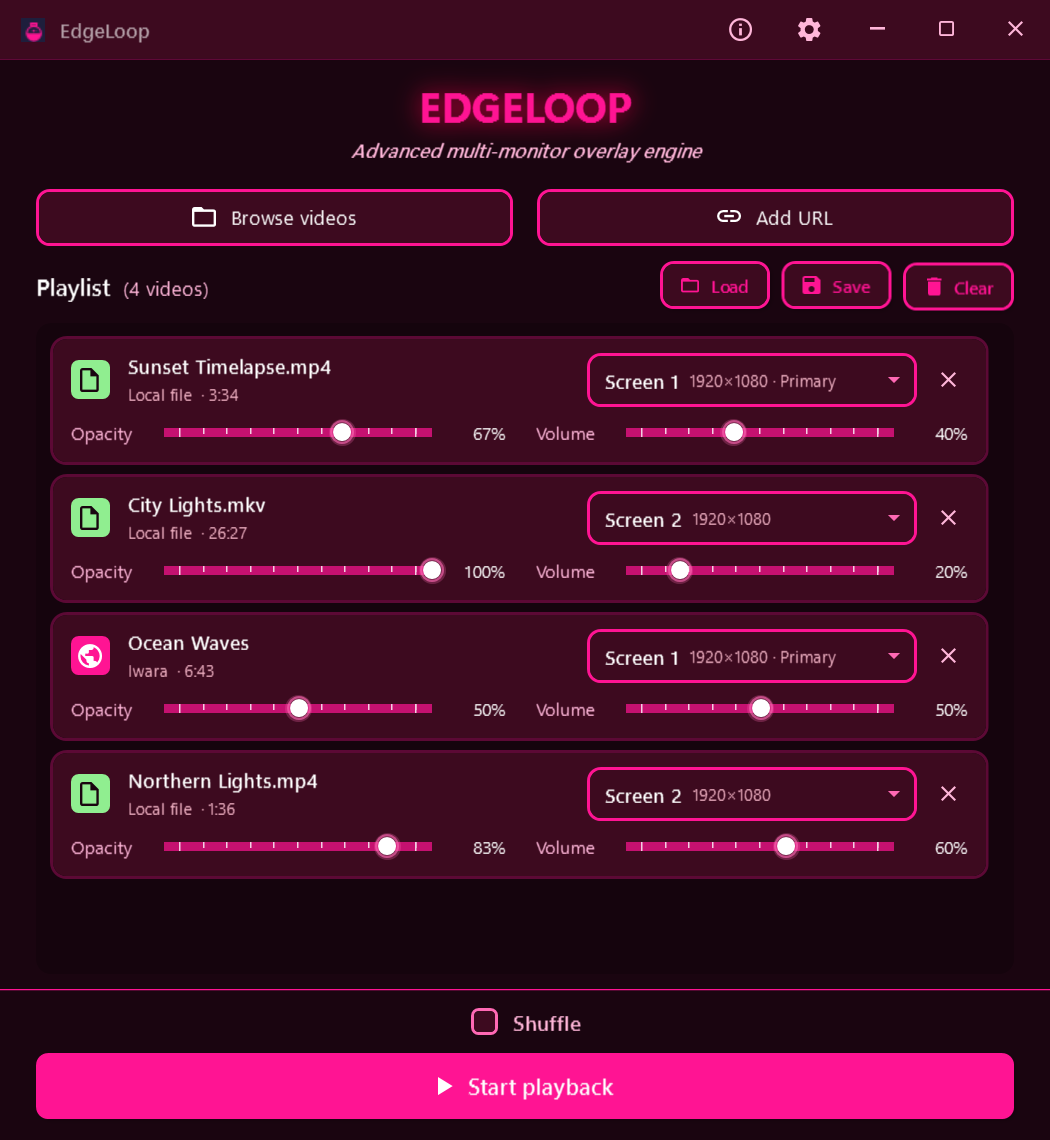 EdgeLoop
EDGELOOP
Advanced multi-monitor overlay engine
Browse videos
Add URL
Playlist (4 videos)
Load
Save
Clear
Sunset Timelapse.mp4
Local file · 3:34
Screen 1 1920×1080 · Primary
Opacity 67% Volume 40%
City Lights.mkv
Local file · 26:27
Screen 2 1920×1080
Opacity 100% Volume 20%
Ocean Waves
Iwara · 6:43
Screen 1 1920×1080 · Primary
Opacity 50% Volume 50%
Northern Lights.mp4
Local file · 1:36
Screen 2 1920×1080
Opacity 83% Volume 60%
Shuffle
Start playback